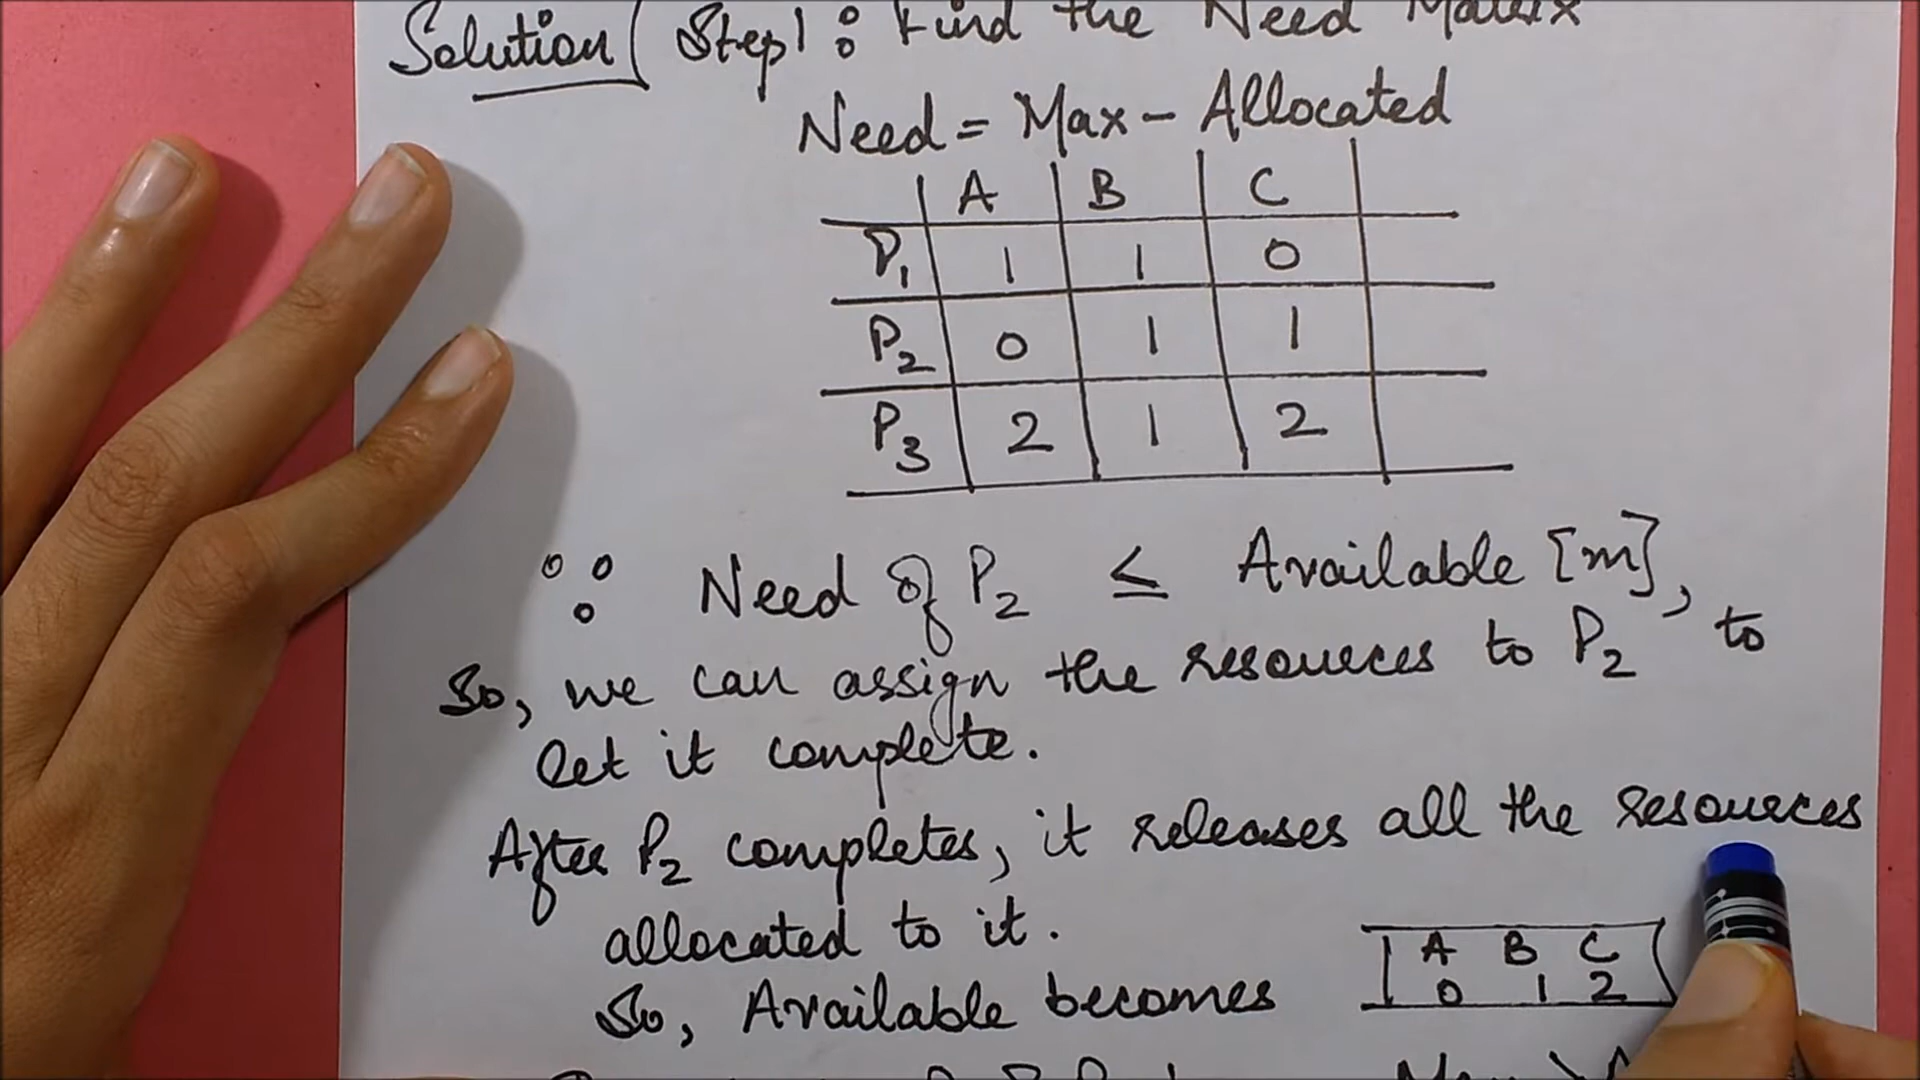 Solution Step 1 : Find the Need Matrix
Need = Max - Allocated
A B C
P1 1 1 0
P2 0 1 1
P3 2 1 2
∵ Need of P2 ≤ Available [m],
So, we can assign the resources to P2 to
let it complete.
After P2 completes, it releases all the resources
allocated to it.
A B C
0 1 2
So, Available becomes